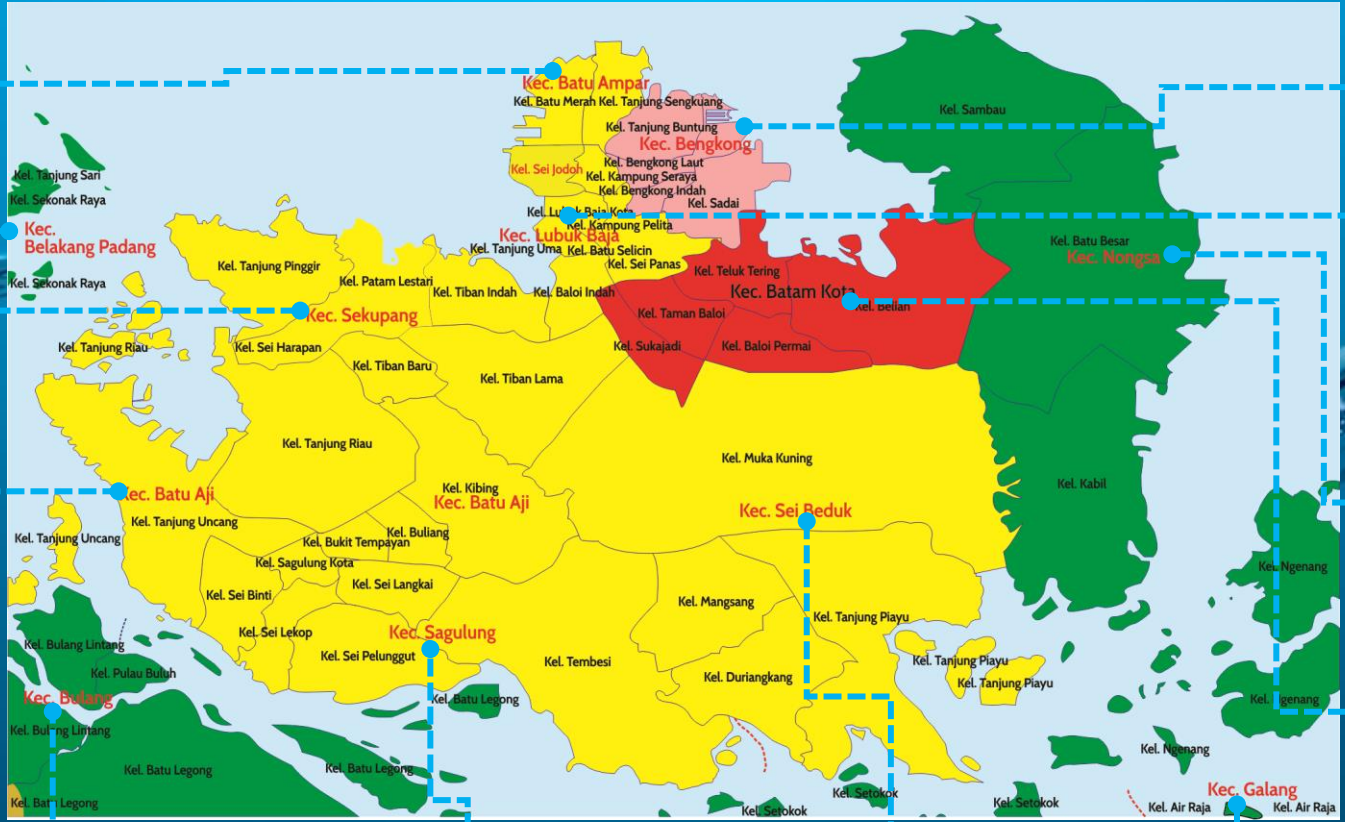 Kec. Batu Ampar
Kel. Batu Merah
Kel. Tanjung Sengkuang
Kel. Sambau
Kel. Tanjung Buntung
Kec. Bengkong
Kel. Sei Jodoh
Kel. Bengkong Laut
Kel. Kampung Seraya
Kel. Bengkong Indah
Kel. Sadai
Kel. Tanjung Sari
Kel. Sekonak Raya
Kec.
Belakang Padang
Kel. Sekonak Raya
Kel. Lubuk Baja Kota
Kel. Kampung Pelita
Kec. Lubuk Baja
Kel. Tanjung Uma
Kel. Batu Selicin
Kel. Sei Panas
Kel. Batu Besar
Kec. Nongsa
Kel. Tanjung Pinggir
Kel. Patam Lestari
Kel. Tiban Indah
Kel. Baloi Indah
Kel. Teluk Tering
Kec. Batam Kota
Kel. Belian
Kec. Sekupang
Kel. Taman Baloi
Kel. Tanjung Riau
Kel. Sei Harapan
Kel. Sukajadi
Kel. Baloi Permai
Kel. Tiban Baru
Kel. Tiban Lama
Kel. Tanjung Riau
Kel. Muka Kuning
Kel. Kabil
Kec. Batu Aji
Kel. Kibing
Kec. Batu Aji
Kec. Sei Beduk
Kel. Tanjung Uncang
Kel. Tanjung Uncang
Kel. Buliang
Kel. Bukit Tempayan
Kel. Sagulung Kota
Kel. Ngenang
Kel. Sei Langkai
Kel. Sei Binti
Kel. Mangsang
Kel. Tanjung Piayu
Kel. Sei Lekop
Kec. Sagulung
Kel. Bulang Lintang
Kel. Sei Pelunggut
Kel. Tembesi
Kel. Tanjung Piayu
Kel. Pulau Buluh
Kel. Duriangkang
Kel. Tanjung Piayu
Kec. Bulang
Kel. Batu Legong
Kel. Ngenang
Kel. Bulang Lintang
Kel. Ngenang
Kel. Batu Legong
Kel. Batu Legong
Kec. Galang
Kel. Setokok
Kel. Batu Legong
Kel. Setokok
Kel. Setokok
Kel. Air Raja
Kel. Air Raja